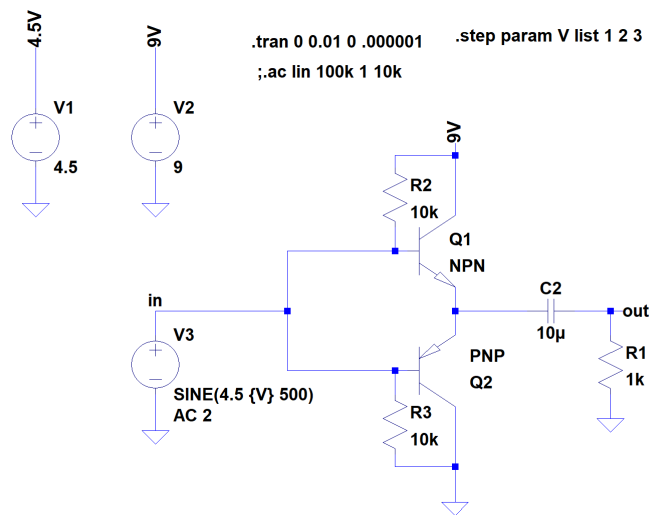 4.5V
9V
.tran 0 0.01 0 .000001
.step param V list 1 2 3
;.ac lin 100k 1 10k
V1
4.5
V2
9
9V
R2
10k
Q1
NPN
in
V3
SINE(4.5 {V} 500)
AC 2
C2
10µ
out
R1
1k
PNP
Q2
R3
10k